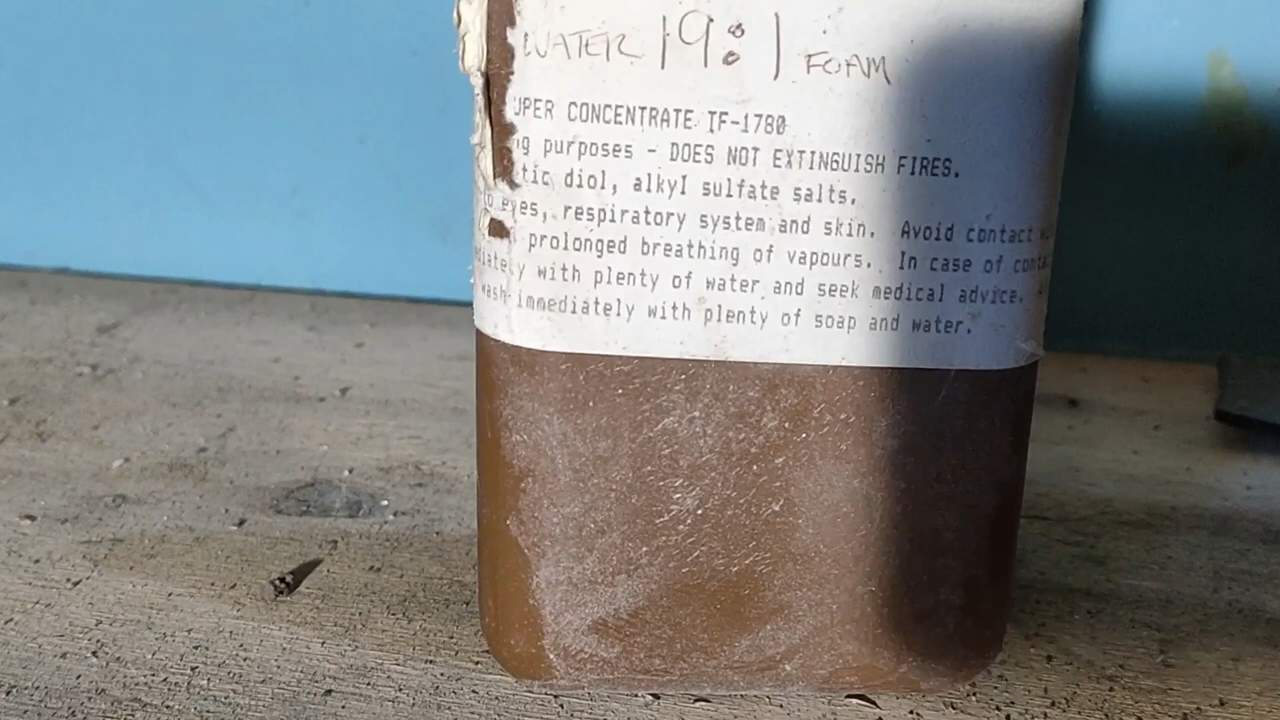 WATER 19:1 FOAM
UPER CONCENTRATE TF-1780
purposes - DOES NOT EXTINGUISH FIRES.
tic diol, alkyl sulfate salts.
eyes, respiratory system and skin. Avoid contact
prolonged breathing of vapours. In case of
diately with plenty of water and seek medical advice.
wash immediately with plenty of soap and water.